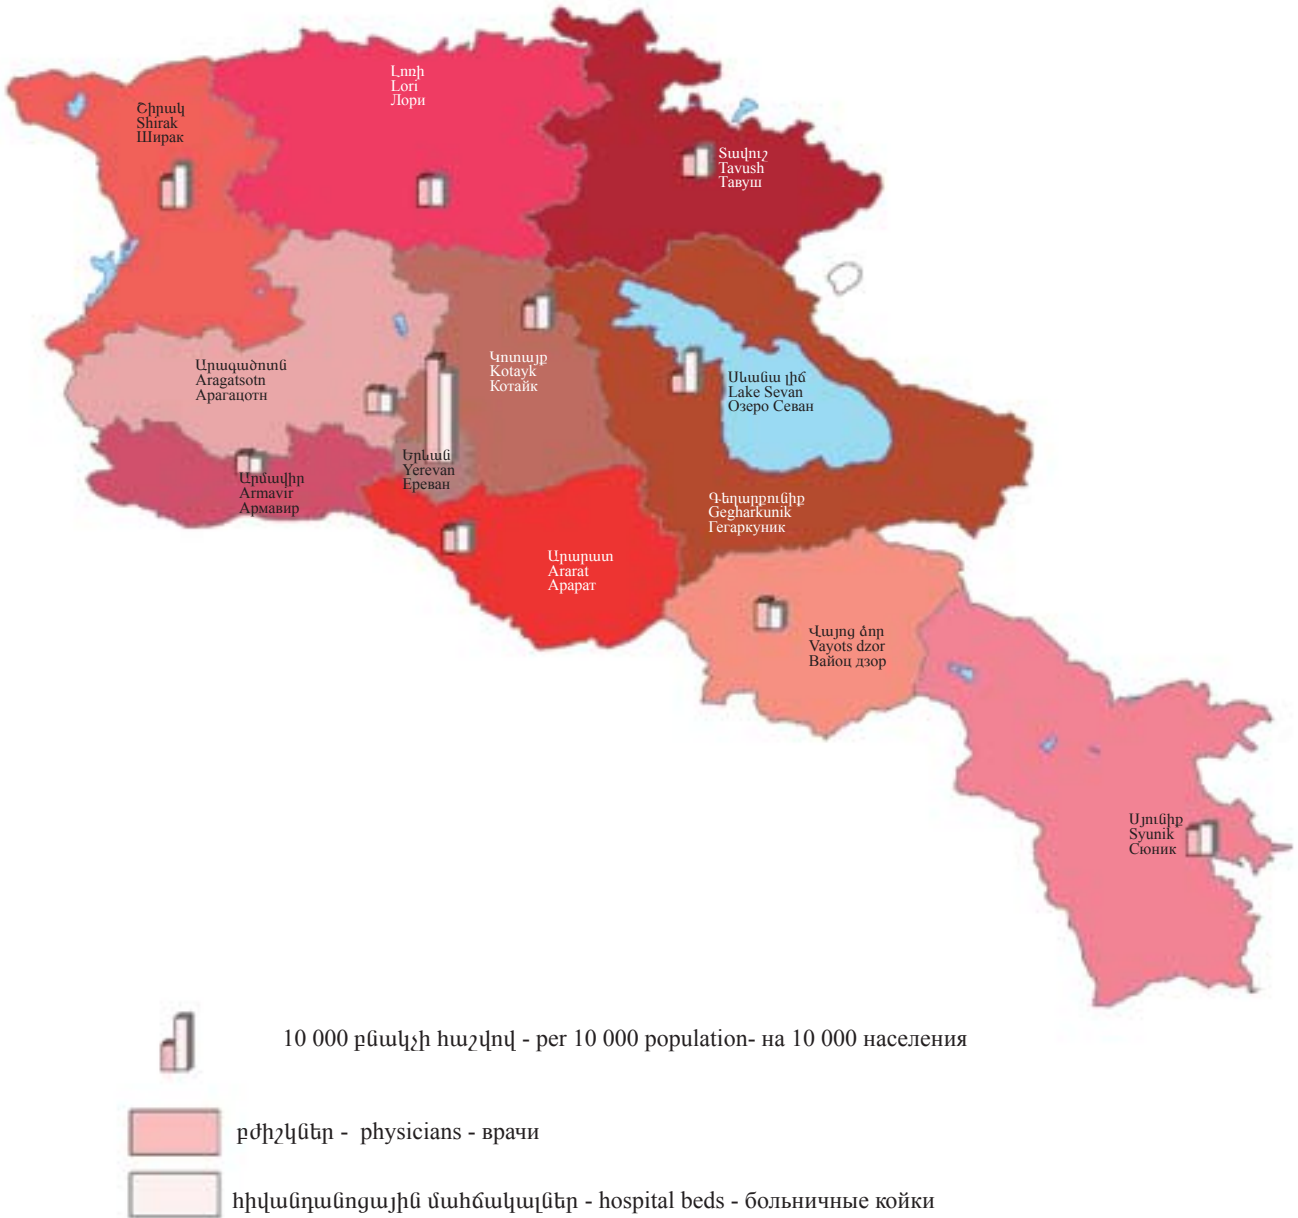 Լոռի
Lori
Лори
Շիրակ
Shirak
Ширак
Տավուշ
Tavush
Тавуш
Արագածոտն
Aragatsotn
Арагацотн
Կոտայք
Kotayk
Котайк
Սևանա լիճ
Lake Sevan
Озеро Севан
Երևան
Yerevan
Ереван
Արմավիր
Armavir
Армавир
Գեղարքունիք
Gegharkunik
Гегаркуник
Արարատ
Ararat
Арарат
Վայոց ձոր
Vayots dzor
Вайоц дзор
Սյունիք
Syunik
Сюник
10 000 բնակչի հաշվով - per 10 000 population- на 10 000 населения
բժիշկներ - physicians - врачи
հիվանդանոցային մահճակալներ - hospital beds - больничные койки